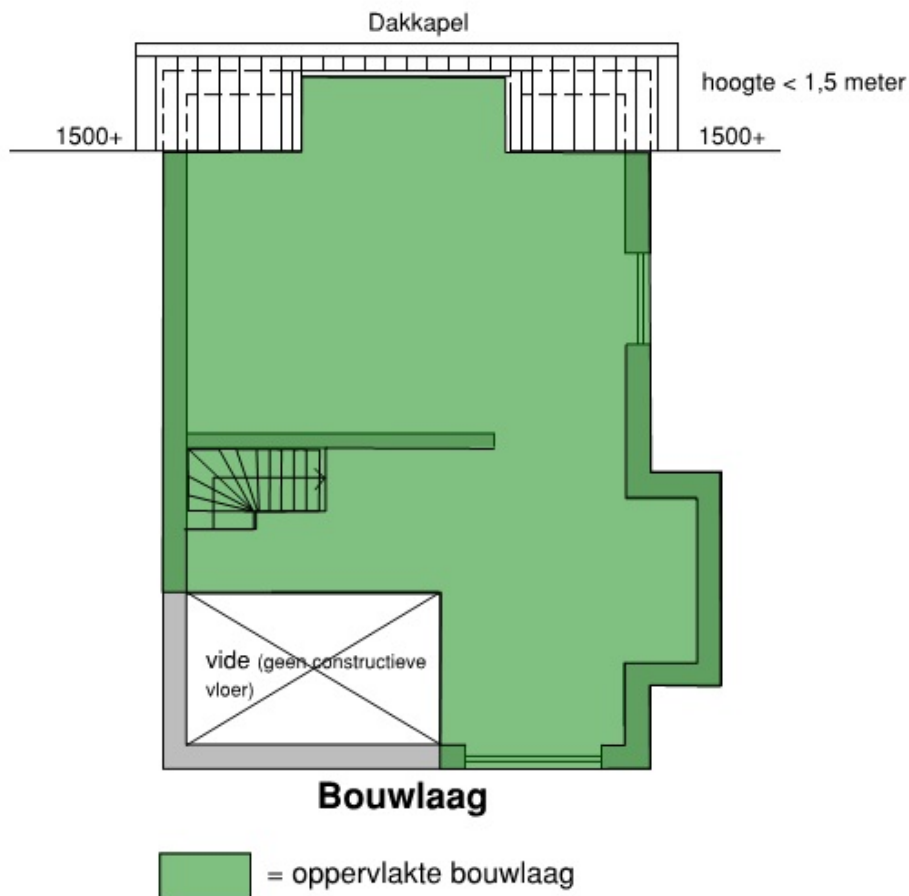 Dakkapel
hoogte < 1,5 meter
1500+
1500+
vide (geen constructieve
vloer)
Bouwlaag
= oppervlakte bouwlaag